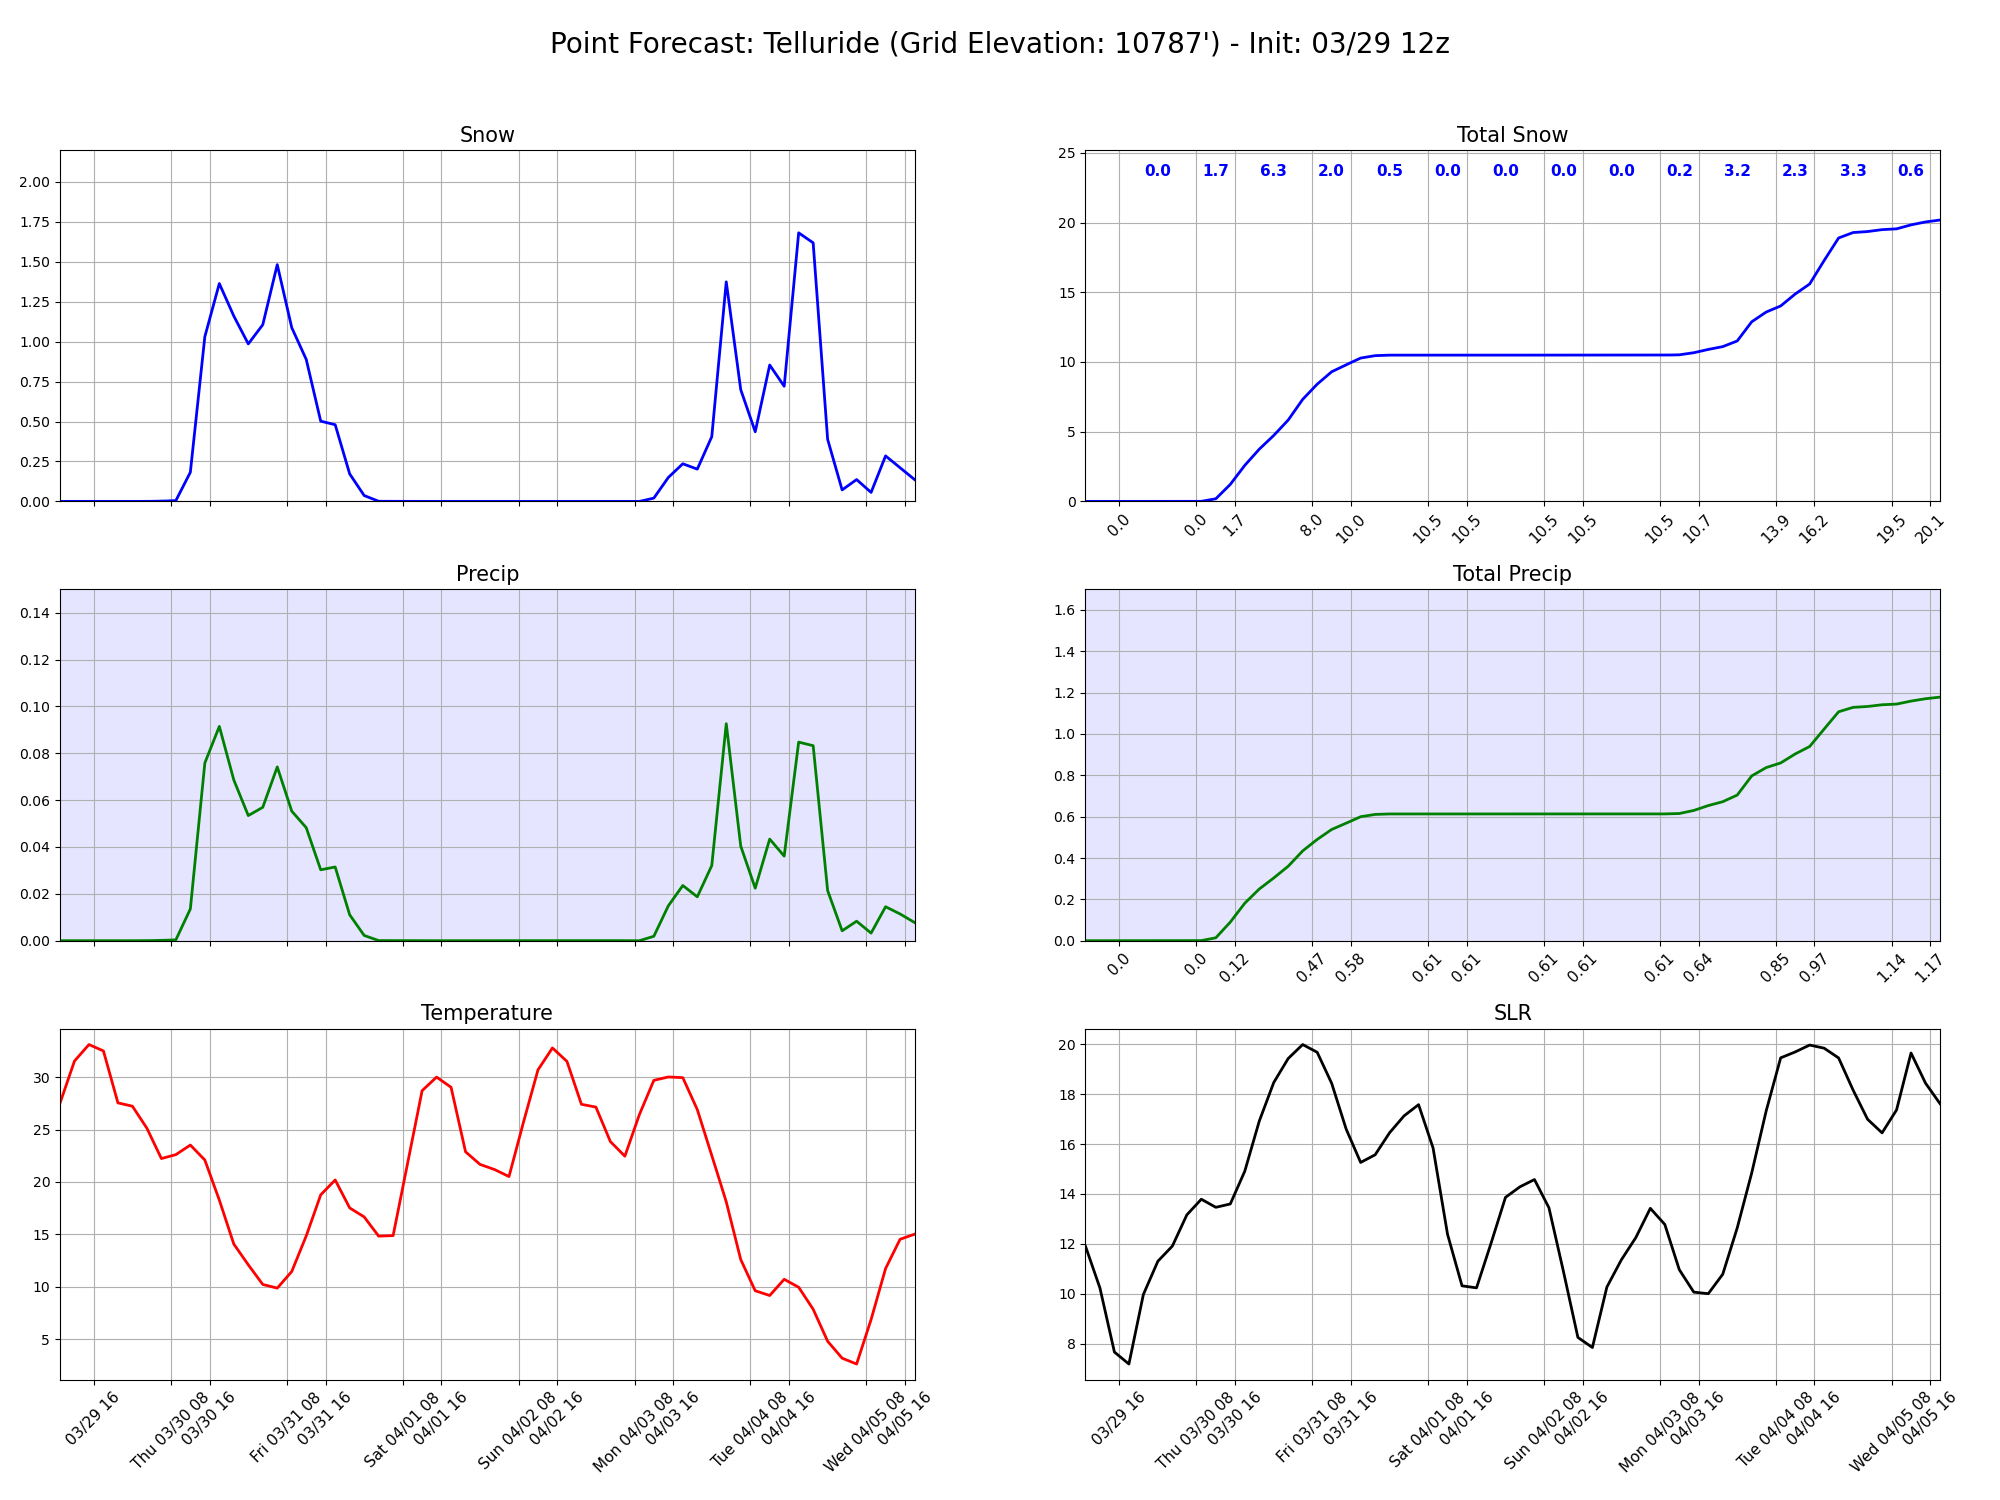 Point Forecast: Telluride (Grid Elevation: 10787') - Init: 03/29 12z
Snow
2.00
1.75
1.50
1.25
1.00
0.75
0.50
0.25
0.00
Total Snow
25
20
15
10
5
0
0.0 1.7 6.3 2.0 0.5 0.0 0.0 0.0 0.0 0.2 3.2 2.3 3.3 0.6
0.0 0.0 1.7 8.0 10.0 10.5 10.5 10.5 10.5 10.5 10.7 13.9 16.2 19.5 20.1
Precip
0.14
0.12
0.10
0.08
0.06
0.04
0.02
0.00
Total Precip
1.6
1.4
1.2
1.0
0.8
0.6
0.4
0.2
0.0
0.0 0.0 0.12 0.47 0.58 0.61 0.61 0.61 0.61 0.61 0.64 0.85 0.97 1.14 1.17
Temperature
30
25
20
15
10
5
03/29 16
Thu 03/30 08
03/30 16
Fri 03/31 08
03/31 16
Sat 04/01 08
04/01 16
Sun 04/02 08
04/02 16
Mon 04/03 08
04/03 16
Tue 04/04 08
04/04 16
Wed 04/05 08
04/05 16
SLR
20
18
16
14
12
10
8
03/29 16
Thu 03/30 08
03/30 16
Fri 03/31 08
03/31 16
Sat 04/01 08
04/01 16
Sun 04/02 08
04/02 16
Mon 04/03 08
04/03 16
Tue 04/04 08
04/04 16
Wed 04/05 08
04/05 16